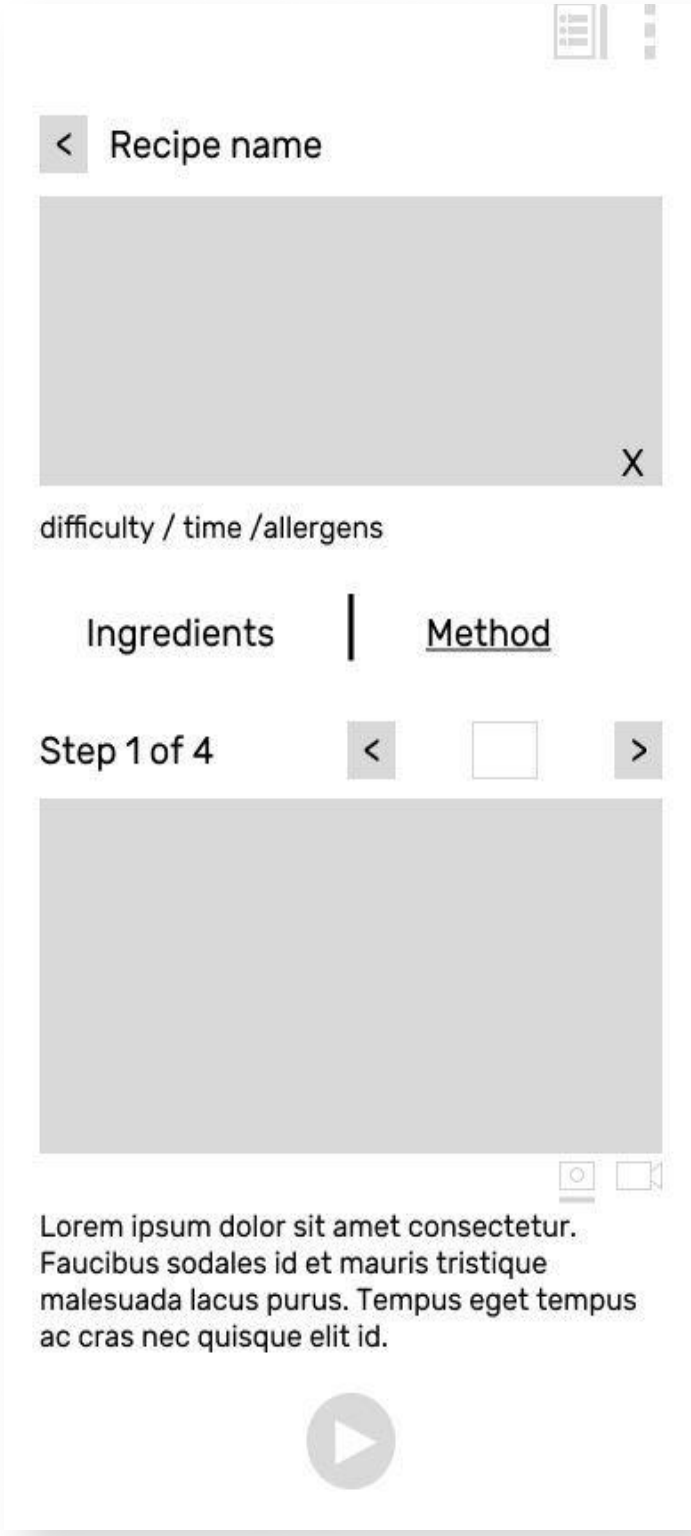 < Recipe name
X
difficulty / time /allergens
Ingredients | Method
Step 1 of 4 < >
Lorem ipsum dolor sit amet consectetur.
Faucibus sodales id et mauris tristique
malesuada lacus purus. Tempus eget tempus
ac cras nec quisque elit id.